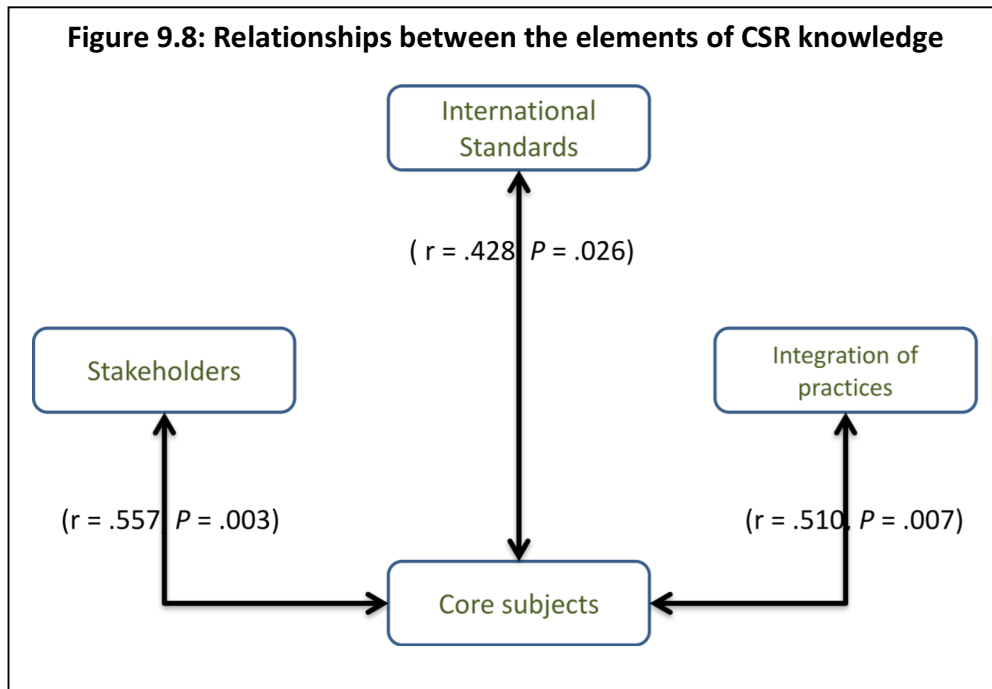 Figure 9.8: Relationships between the elements of CSR knowledge
International
Standards
( r = .428, P = .026)
Stakeholders
Integration of
practices
(r = .557, P = .003)
(r = .510, P = .007)
Core subjects